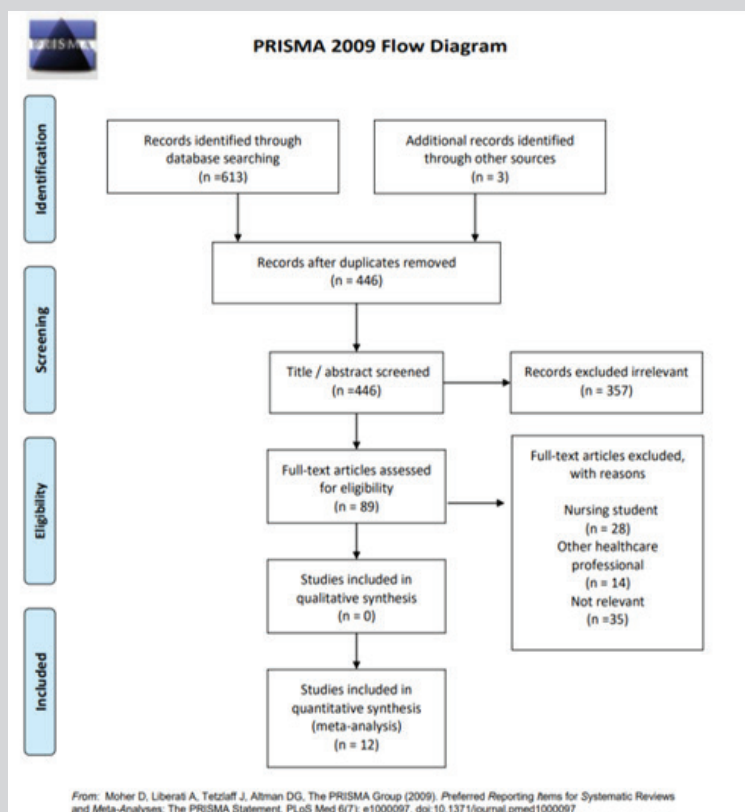 PRISMA
PRISMA 2009 Flow Diagram
Identification
Records identified through
database searching
(n =613)
Additional records identified
through other sources
(n = 3)
Records after duplicates removed
(n = 446)
Screening
Title / abstract screened
(n =446)
Records excluded irrelevant
(n = 357)
Eligibility
Full-text articles assessed
for eligibility
(n = 89)
Full-text articles excluded,
with reasons
Nursing student
(n = 28)
Other healthcare
professional
(n = 14)
Not relevant
(n =35)
Studies included in
qualitative synthesis
(n = 0)
Included
Studies included in
quantitative synthesis
(meta-analysis)
(n = 12)
From: Moher D, Liberati A, Tetzlaff J, Altman DG, The PRISMA Group (2009). Preferred Reporting Items for Systematic Reviews
and Meta-Analyses: The PRISMA Statement. PLoS Med 6(7): e1000097. doi:10.1371/journal.pmed1000097